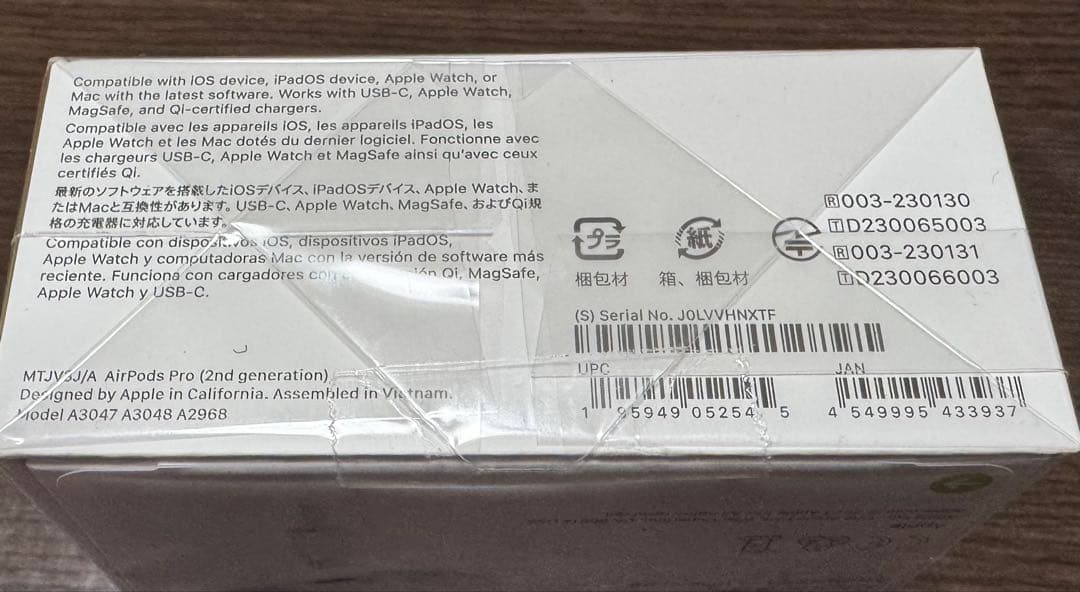 Compatible with iOS device, iPadOS device, Apple Watch, or
Mac with the latest software. Works with USB-C, Apple Watch,
MagSafe, and Qi-certified chargers.
Compatible avec les appareils iOS, les appareils iPadOS, les
Apple Watch et les Mac dotés du dernier logiciel. Fonctionne avec
les chargeurs USB-C, Apple Watch et MagSafe ainsi qu'avec ceux
certifiés Qi.
最新のソフトウェアを搭載したiOSデバイス、iPadOSデバイス、Apple Watch、ま
たはMacと互換性があります。USB-C、Apple Watch、MagSafe、およびQi規
格の充電器に対応しています。
Compatible con dispositivos iOS, dispositivos iPadOS,
Apple Watch y computadoras Mac con la versión de software más
reciente. Funciona con cargadores con Qi, MagSafe,
Apple Watch y USB-C.
MTJV3J/A AirPods Pro (2nd generation)
Designed by Apple in California. Assembled in Vietnam.
Model A3047 A3048 A2968
プラ
梱包材
紙
箱、梱包材
R 003-230130
T D230065003
R 003-230131
T D230066003
(S) Serial No. J0LVVHNXTF
UPC
1 95949 05254 5
JAN
4 549995 433937